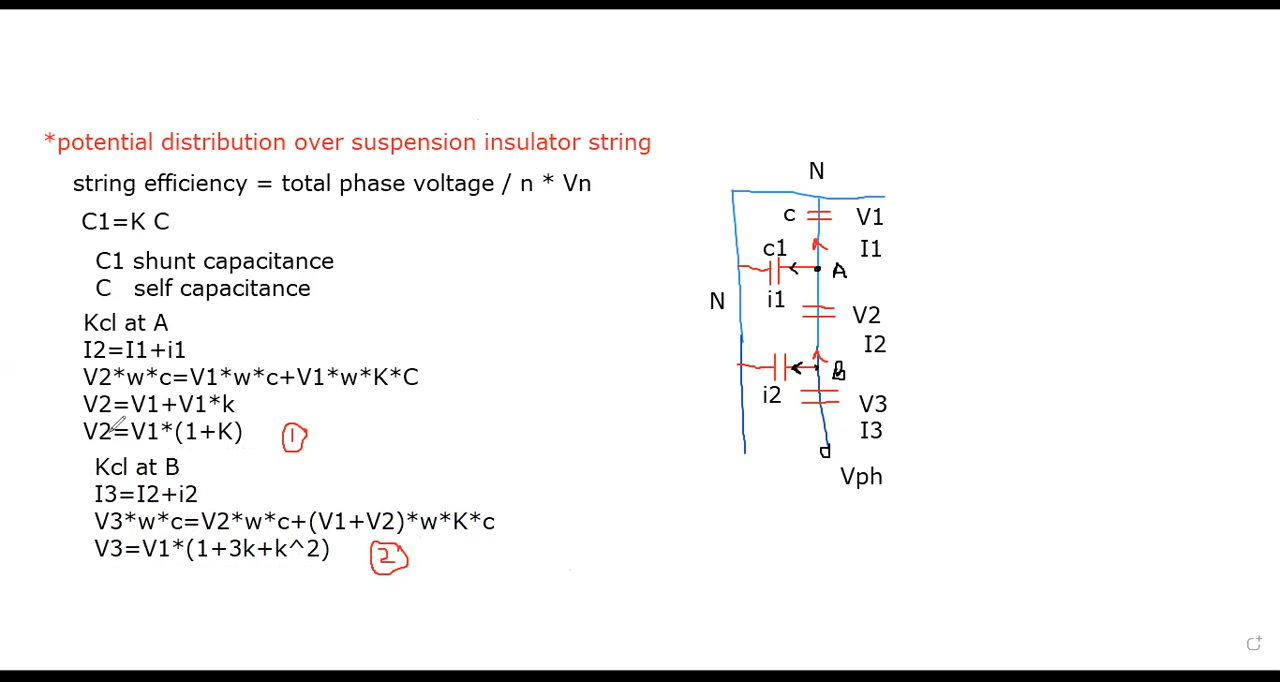 *potential distribution over suspension insulator string
string efficiency = total phase voltage / n * Vn
C1=K C
C1 shunt capacitance
C self capacitance
Kcl at A
I2=I1+i1
V2*w*c=V1*w*c+V1*w*K*C
V2=V1+V1*k
V2=V1*(1+K) 1
Kcl at B
I3=I2+i2
V3*w*c=V2*w*c+(V1+V2)*w*K*c
V3=V1*(1+3k+k^2) 2
N
c V1
c1 I1
A
N i1
V2
I2
B
i2 V3
I3
Vph